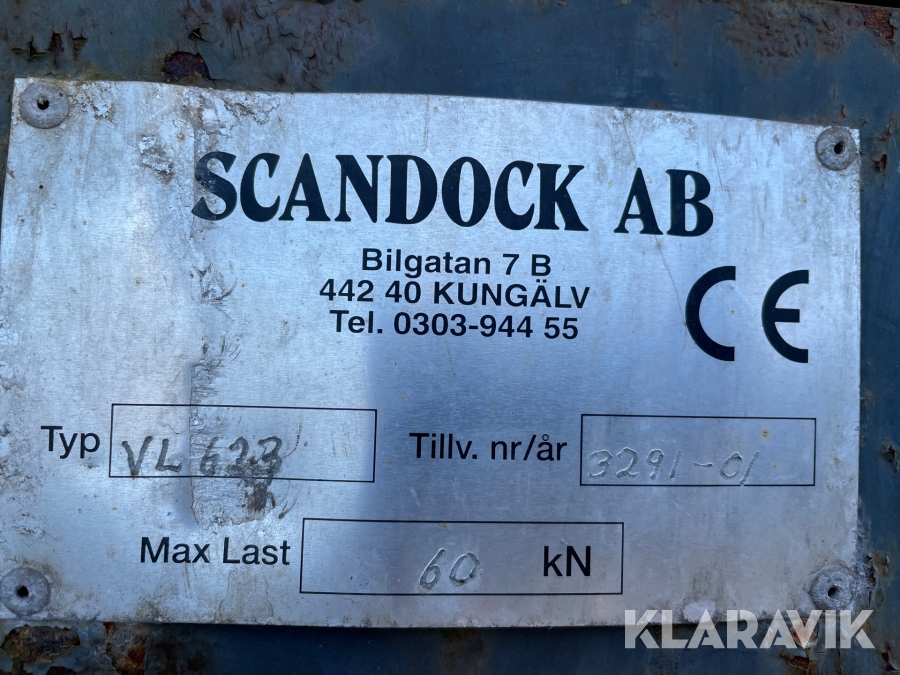 SCANDOCK AB
Bilgatan 7 B
442 40 KUNGÄLV
Tel. 0303-944 55
CE
Typ VL 623 Tillv. nr/år 3291-01
Max Last 60 kN
KLARAVIK